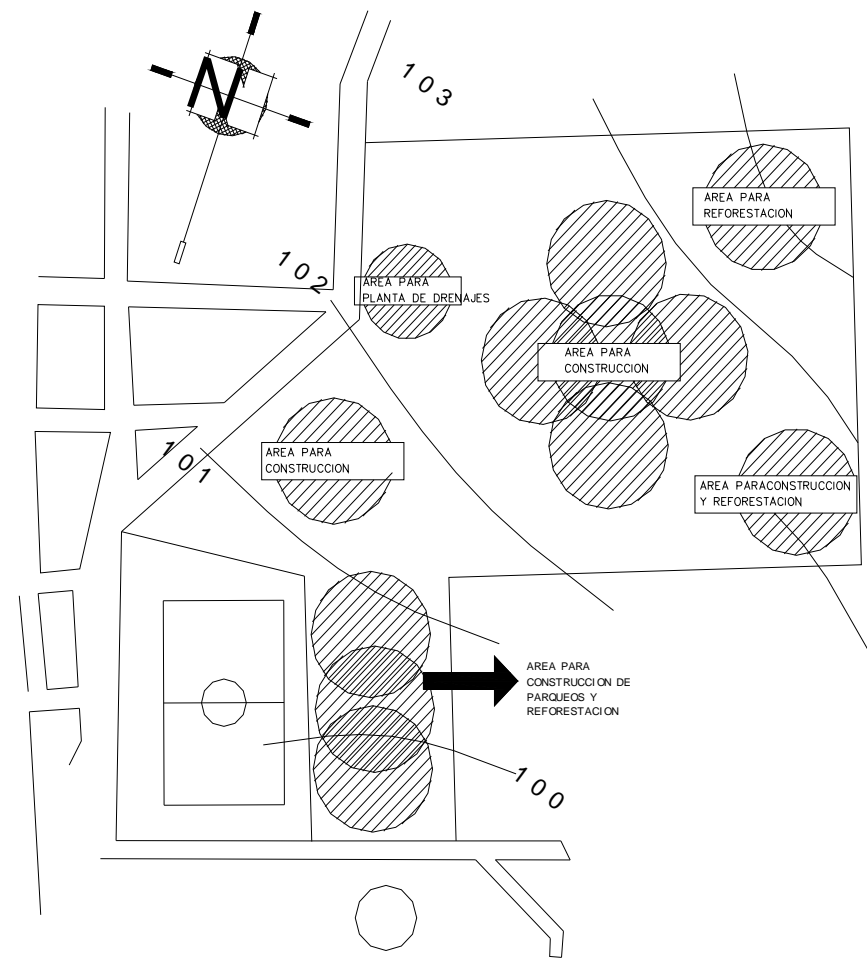 N
103
102
AREA PARA
REFORESTACION
AREA PARA
PLANTA DE DRENAJES
AREA PARA
CONSTRUCCION
101
AREA PARA
CONSTRUCCION
AREA PARACONSTRUCCION
Y REFORESTACION
AREA PARA
CONSTRUCCION DE
PARQUEOS Y
REFORESTACION
100